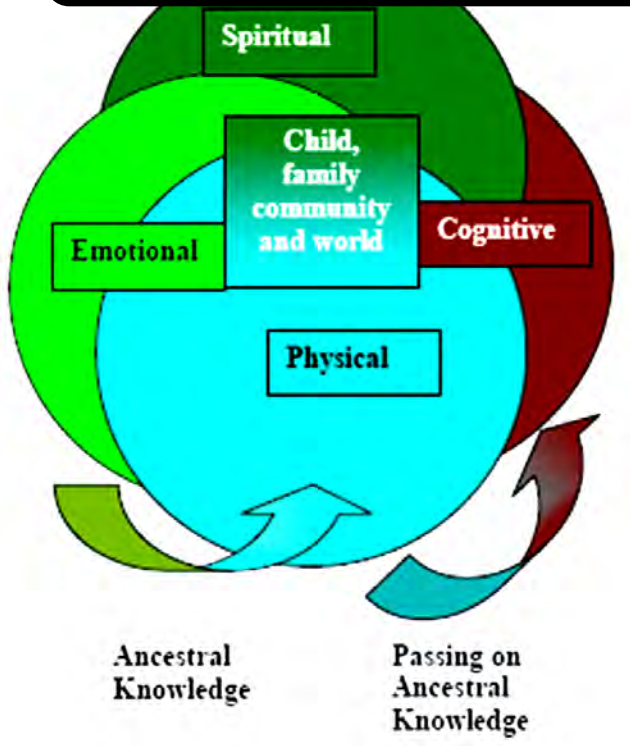 Spiritual
Child,
family
community
and world
Emotional
Cognitive
Physical
Ancestral
Knowledge
Passing on
Ancestral
Knowledge